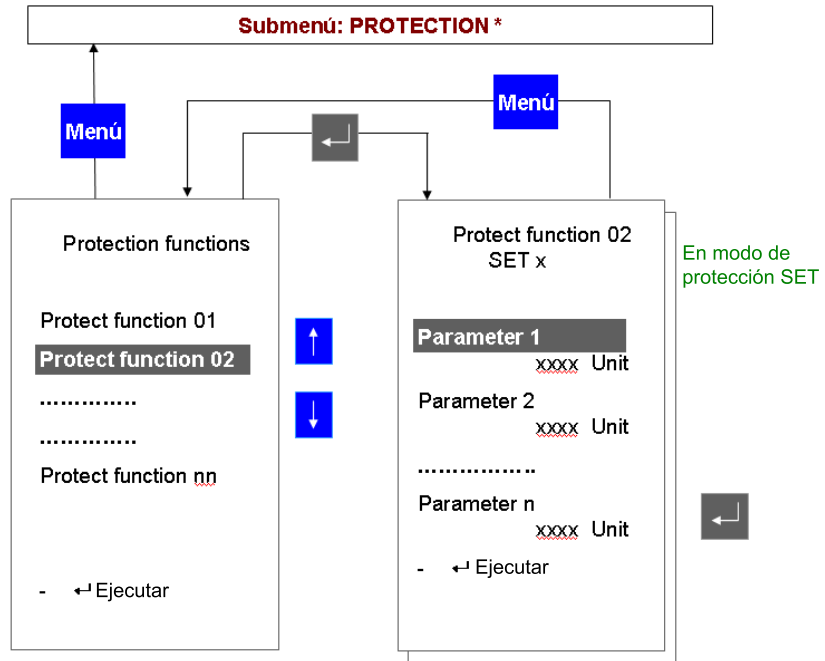 Submenú: PROTECTION *
Menú
Menú
Protection functions
Protect function 01
Protect function 02
..............
..............
Protect function nn
- ↵ Ejecutar
Protect function 02
SET x
Parameter 1
xxxx Unit
Parameter 2
xxxx Unit
.................
Parameter n
xxxx Unit
- ↵ Ejecutar
En modo de
protección SET